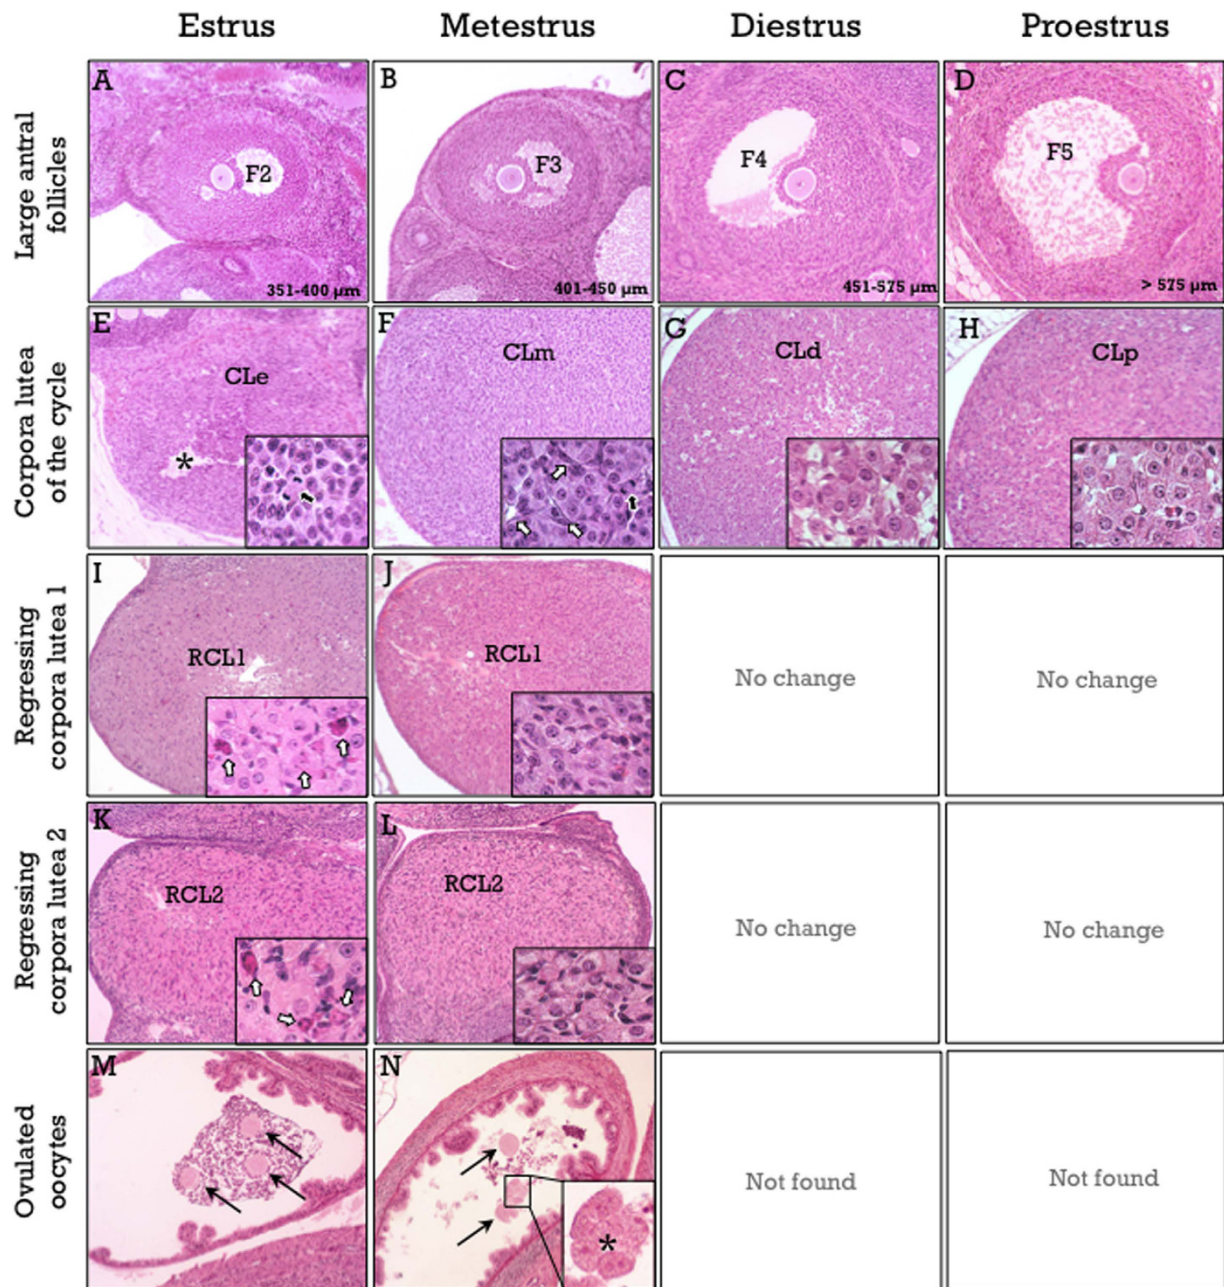 Estrus Metestrus Diestrus Proestrus
Large antral
follicles
A F2 351-400 µm
B F3 401-450 µm
C F4 451-575 µm
D F5 > 575 µm
Corpora lutea
of the cycle
E CLe *
F CLm
G CLd
H CLp
Regressing
corpora lutea 1
I RCL1
J RCL1
No change
No change
Regressing
corpora lutea 2
K RCL2
L RCL2
No change
No change
Ovulated
oocytes
M
N *
Not found
Not found